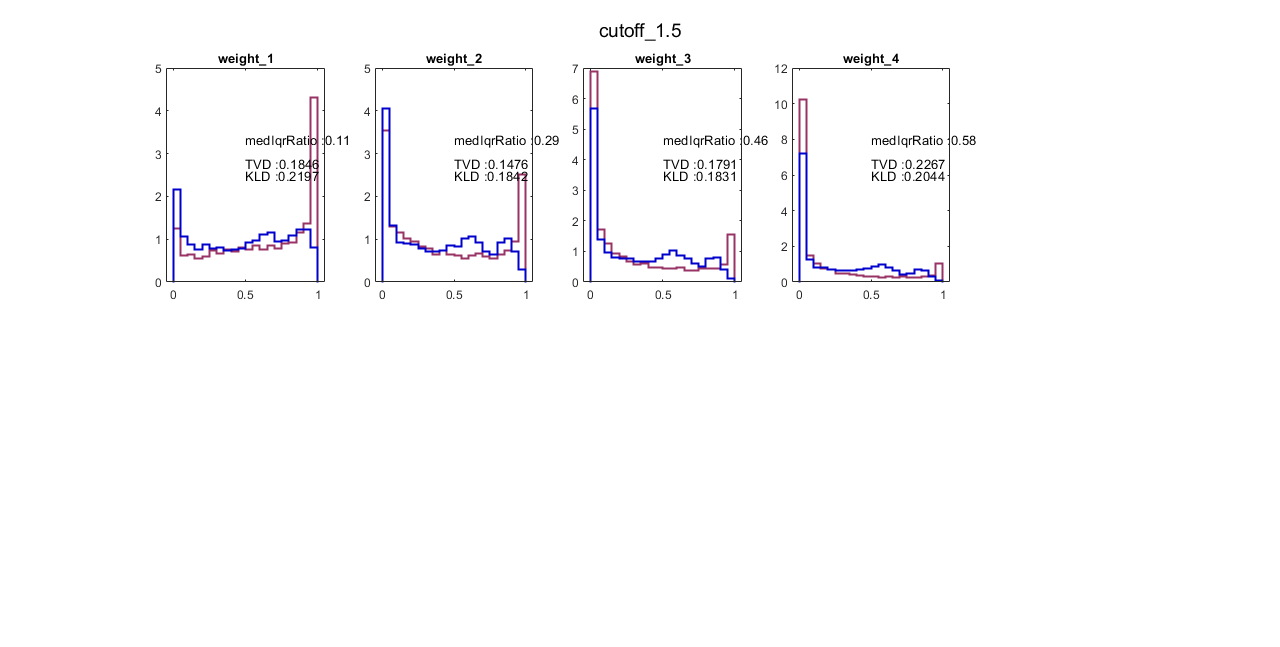 cutoff_1.5
weight_1
5
4
3
2
1
0
medIqrRatio :0.11
TVD :0.1846
KLD :0.2197
0 0.5 1
weight_2
5
4
3
2
1
0
medIqrRatio :0.29
TVD :0.1476
KLD :0.1842
0 0.5 1
weight_3
7
6
5
4
3
2
1
0
medIqrRatio :0.46
TVD :0.1791
KLD :0.1831
0 0.5 1
weight_4
12
10
8
6
4
2
0
medIqrRatio :0.58
TVD :0.2267
KLD :0.2044
0 0.5 1